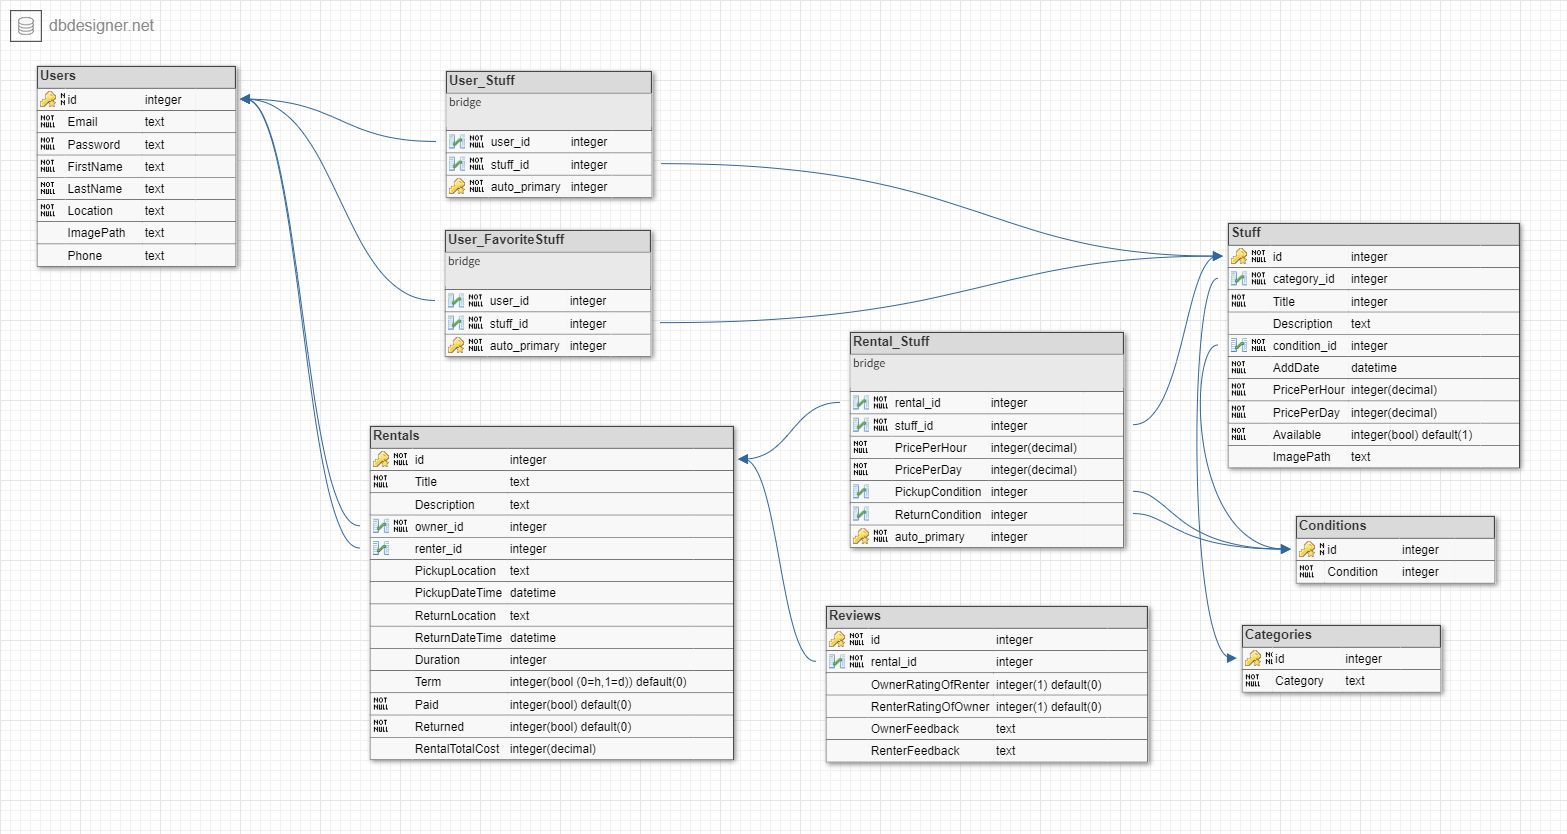 dbdesigner.net
Users
NOT NULL id integer
NOT NULL Email text
NOT NULL Password text
NOT NULL FirstName text
NOT NULL LastName text
NOT NULL Location text
ImagePath text
Phone text
User_Stuff
bridge
NOT NULL user_id integer
NOT NULL stuff_id integer
NOT NULL auto_primary integer
User_FavoriteStuff
bridge
NOT NULL user_id integer
NOT NULL stuff_id integer
NOT NULL auto_primary integer
Rentals
NOT NULL id integer
NOT NULL Title text
Description text
NOT NULL owner_id integer
renter_id integer
PickupLocation text
PickupDateTime datetime
ReturnLocation text
ReturnDateTime datetime
Duration integer
Term integer(bool (0=h,1=d)) default(0)
NOT NULL Paid integer(bool) default(0)
NOT NULL Returned integer(bool) default(0)
RentalTotalCost integer(decimal)
Rental_Stuff
bridge
NOT NULL rental_id integer
NOT NULL stuff_id integer
NOT NULL PricePerHour integer(decimal)
NOT NULL PricePerDay integer(decimal)
PickupCondition integer
ReturnCondition integer
NOT NULL auto_primary integer
Reviews
NOT NULL id integer
NOT NULL rental_id integer
OwnerRatingOfRenter integer(1) default(0)
RenterRatingOfOwner integer(1) default(0)
OwnerFeedback text
RenterFeedback text
Stuff
NOT NULL id integer
NOT NULL category_id integer
NOT NULL Title integer
Description text
NOT NULL condition_id integer
NOT NULL AddDate datetime
NOT NULL PricePerHour integer(decimal)
NOT NULL PricePerDay integer(decimal)
NOT NULL Available integer(bool) default(1)
ImagePath text
Conditions
id integer
NOT NULL Condition integer
Categories
id integer
NOT NULL Category text